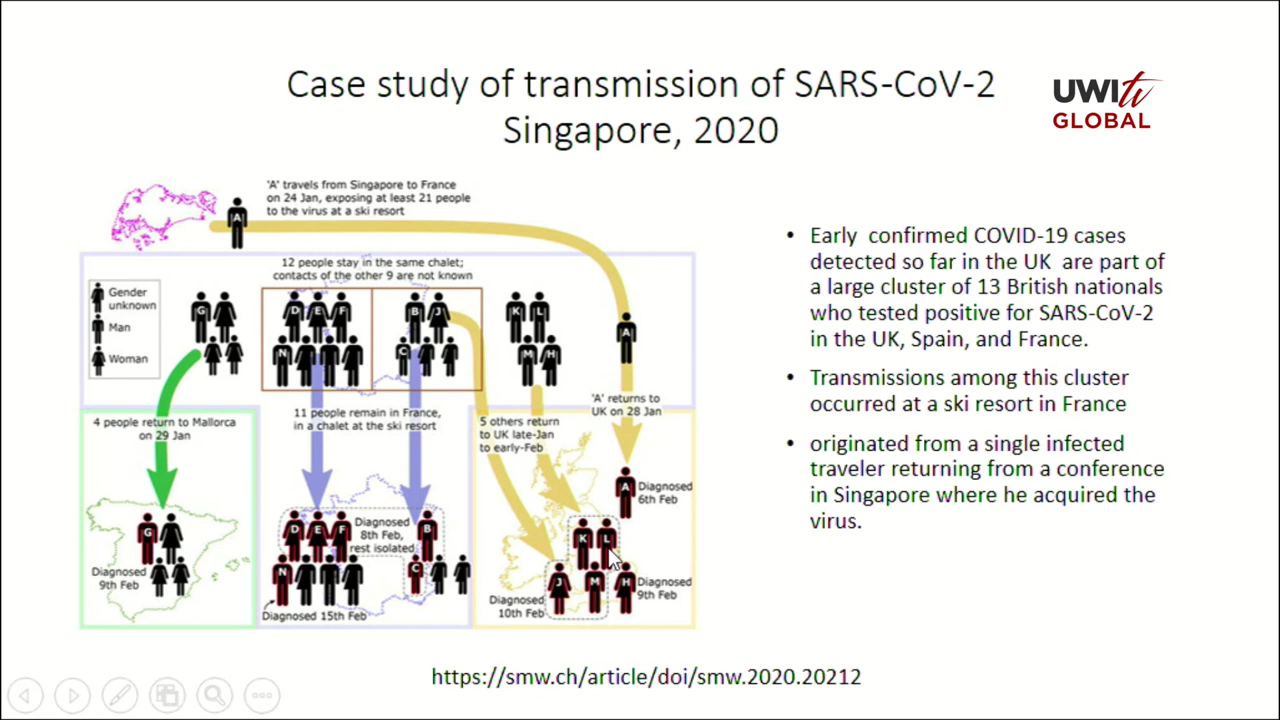 Case study of transmission of SARS-CoV-2
Singapore, 2020
UWItv
GLOBAL
'A' travels from Singapore to France
on 24 Jan, exposing at least 21 people
to the virus at a ski resort
A
12 people stay in the same chalet;
contacts of the other 9 are not known
Gender
unknown
Man
Woman
G
D E F
N
B J
C
K L
M H
A
4 people return to Mallorca
on 29 Jan
11 people remain in France,
in a chalet at the ski resort
5 others return
to UK late-Jan
to early-Feb
'A' returns to
UK on 28 Jan
G
Diagnosed
9th Feb
D E F
N
Diagnosed
8th Feb,
rest isolated
B
C
Diagnosed 15th Feb
A
Diagnosed
6th Feb
K L
J M H
Diagnosed
10th Feb
Diagnosed
9th Feb
• Early confirmed COVID-19 cases
detected so far in the UK are part of
a large cluster of 13 British nationals
who tested positive for SARS-CoV-2
in the UK, Spain, and France.
• Transmissions among this cluster
occurred at a ski resort in France
• originated from a single infected
traveler returning from a conference
in Singapore where he acquired the
virus.
https://smw.ch/article/doi/smw.2020.20212